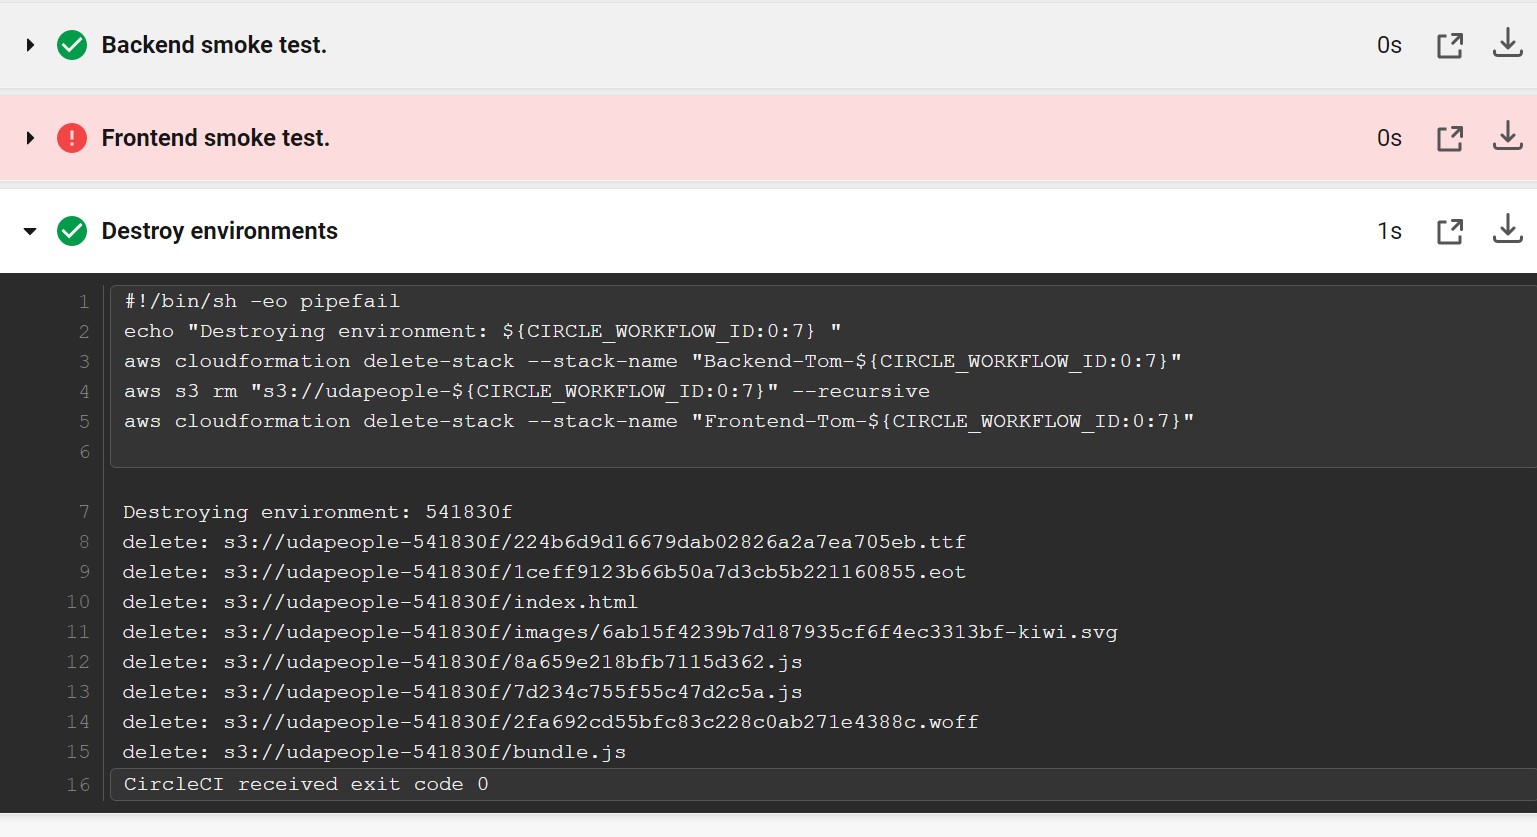 Backend smoke test. 0s
Frontend smoke test. 0s
Destroy environments 1s
1 #!/bin/sh -eo pipefail
2 echo "Destroying environment: ${CIRCLE_WORKFLOW_ID:0:7} "
3 aws cloudformation delete-stack --stack-name "Backend-Tom-${CIRCLE_WORKFLOW_ID:0:7}"
4 aws s3 rm "s3://udapeople-${CIRCLE_WORKFLOW_ID:0:7}" --recursive
5 aws cloudformation delete-stack --stack-name "Frontend-Tom-${CIRCLE_WORKFLOW_ID:0:7}"
6
7 Destroying environment: 541830f
8 delete: s3://udapeople-541830f/224b6d9d16679dab02826a2a7ea705eb.ttf
9 delete: s3://udapeople-541830f/1ceff9123b66b50a7d3cb5b221160855.eot
10 delete: s3://udapeople-541830f/index.html
11 delete: s3://udapeople-541830f/images/6ab15f4239b7d187935cf6f4ec3313bf-kiwi.svg
12 delete: s3://udapeople-541830f/8a659e218bfb7115d362.js
13 delete: s3://udapeople-541830f/7d234c755f55c47d2c5a.js
14 delete: s3://udapeople-541830f/2fa692cd55bfc83c228c0ab271e4388c.woff
15 delete: s3://udapeople-541830f/bundle.js
16 CircleCI received exit code 0